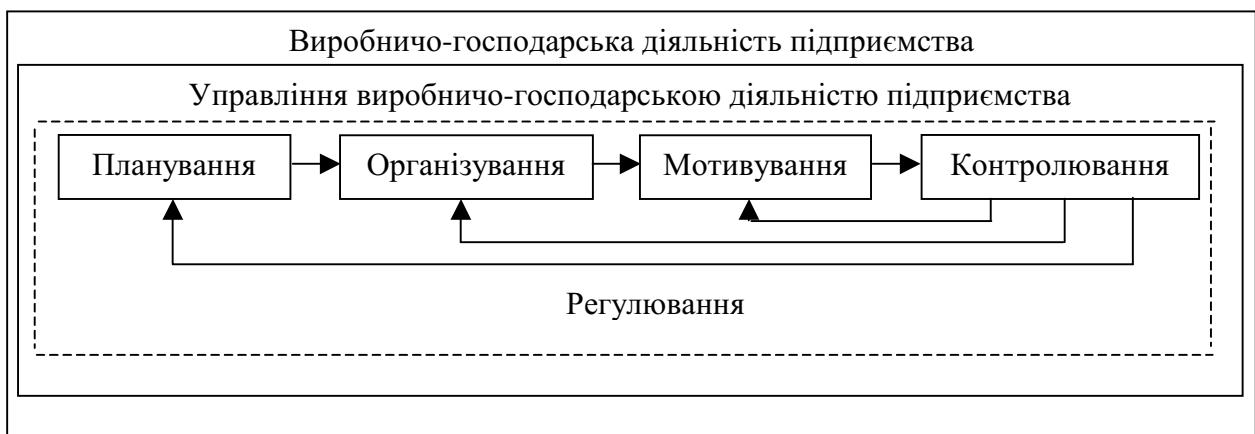 Виробничо-господарська діяльність підприємства
Управління виробничо-господарською діяльністю підприємства
Планування
Організування
Мотивування
Контролювання
Регулювання